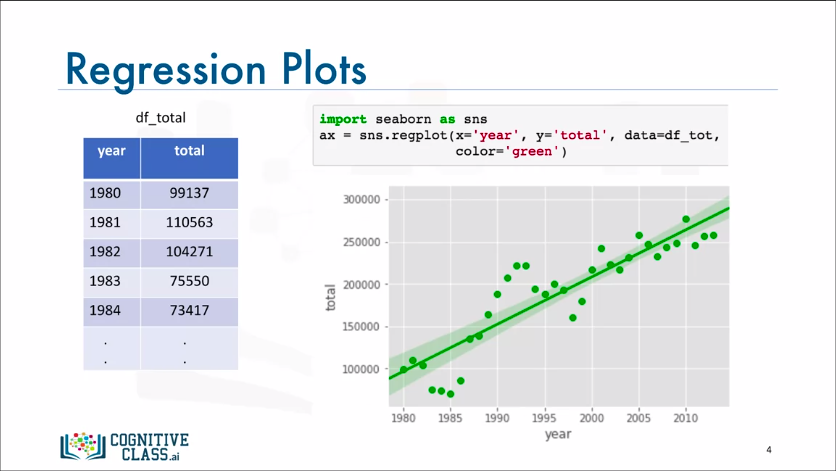 Regression Plots
df_total
year total
1980 99137
1981 110563
1982 104271
1983 75550
1984 73417
. .
. .
import seaborn as sns
ax = sns.regplot(x='year', y='total', data=df_tot,
color='green')
300000
250000
200000
150000
100000
total
1980 1985 1990 1995 2000 2005 2010
year
COGNITIVE
CLASS.ai
4